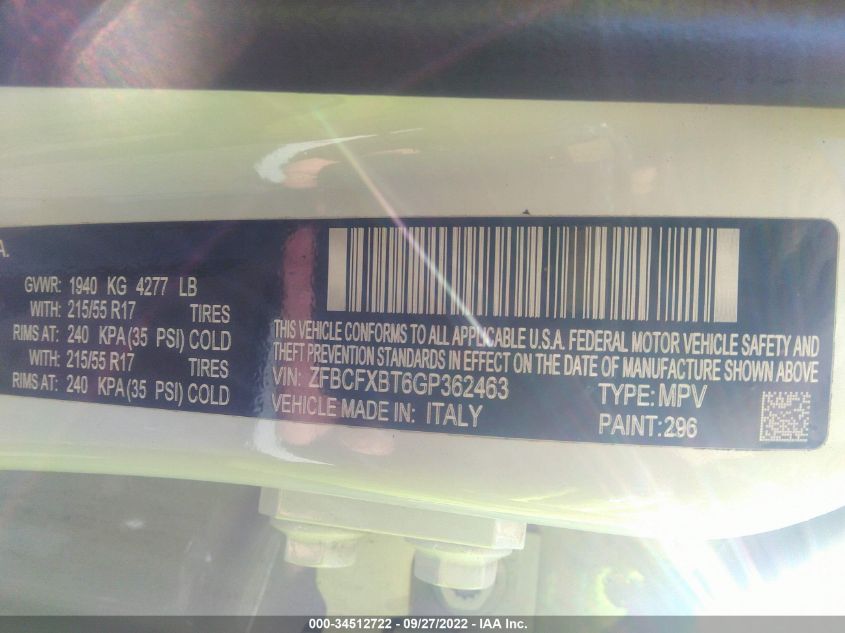 A.
GVWR: 1940 KG 4277 LB
WITH: 215/55 R17 TIRES
RIMS AT: 240 KPA(35 PSI) COLD
WITH: 215/55 R17 TIRES
RIMS AT: 240 KPA(35 PSI) COLD
THIS VEHICLE CONFORMS TO ALL APPLICABLE U.S.A. FEDERAL MOTOR VEHICLE SAFETY AND
THEFT PREVENTION STANDARDS IN EFFECT ON THE DATE OF MANUFACTURE SHOWN ABOVE
VIN: ZFBCFXBT6GP362463 TYPE: MPV
VEHICLE MADE IN: ITALY PAINT: 296
000-34512722 - 09/27/2022 - IAA Inc.